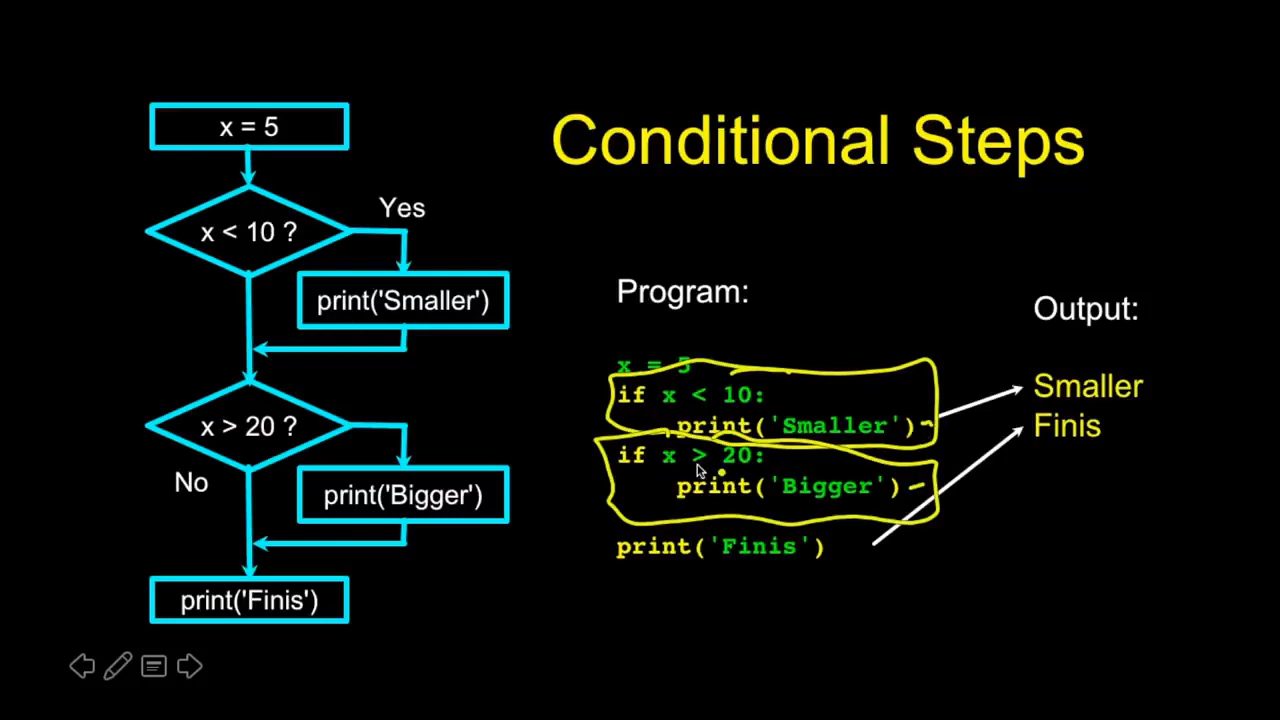 Conditional Steps
x = 5
x < 10 ?
Yes
print('Smaller')
x > 20 ?
No
print('Bigger')
print('Finis')
Program:
x = 5
if x < 10:
    print('Smaller')
if x > 20:
    print('Bigger')
print('Finis')
Output:
Smaller
Finis